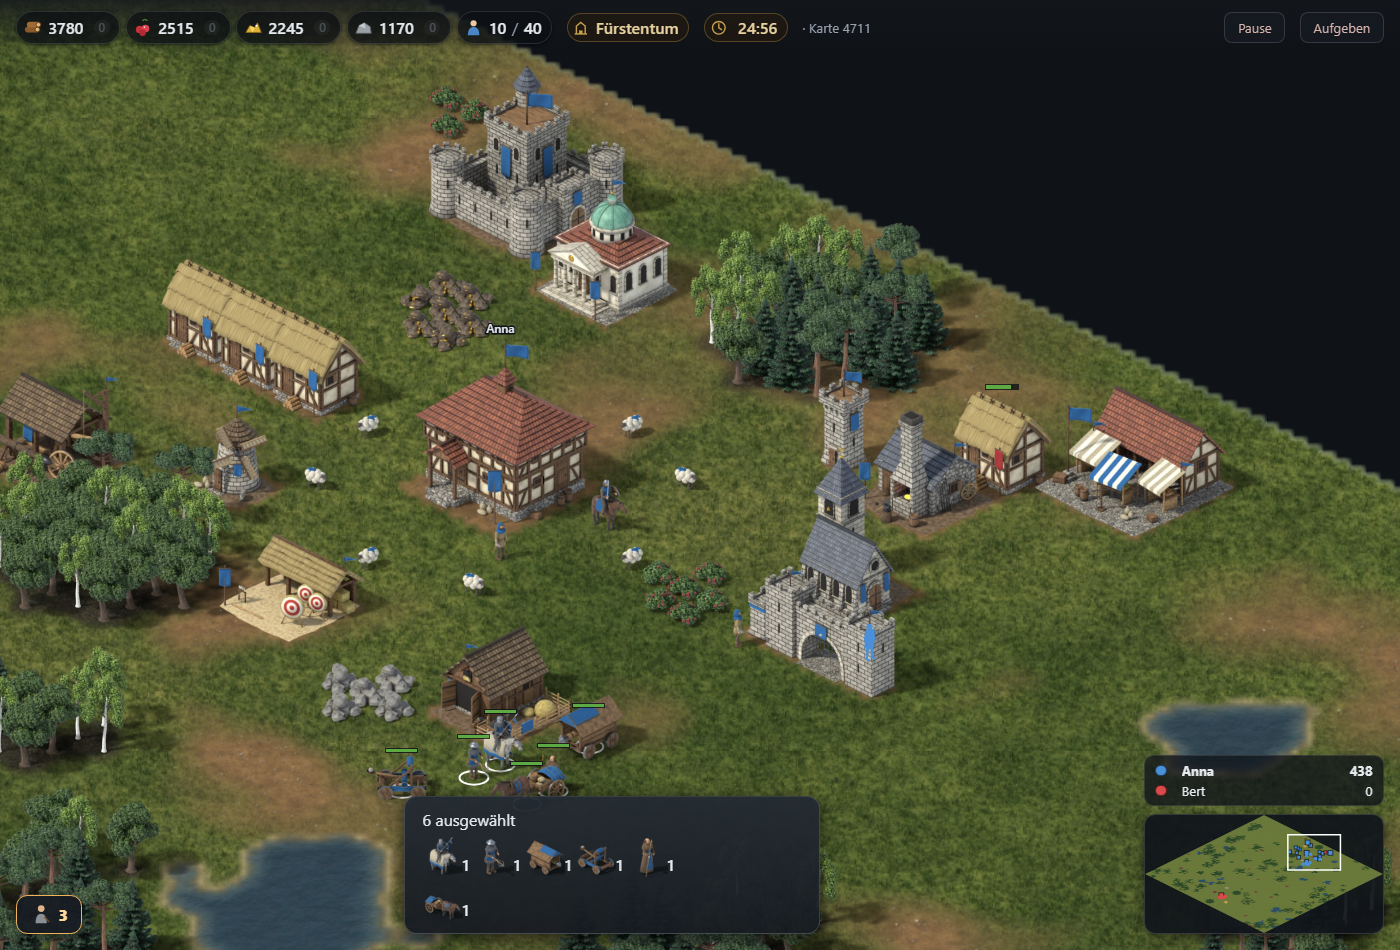 3780 0 2515 0 2245 0 1170 0 10 / 40 Fürstentum 24:56 · Karte 4711 Pause Aufgeben
Anna
Anna 438
Bert 0
6 ausgewählt
1 1 1 1 1
1
3